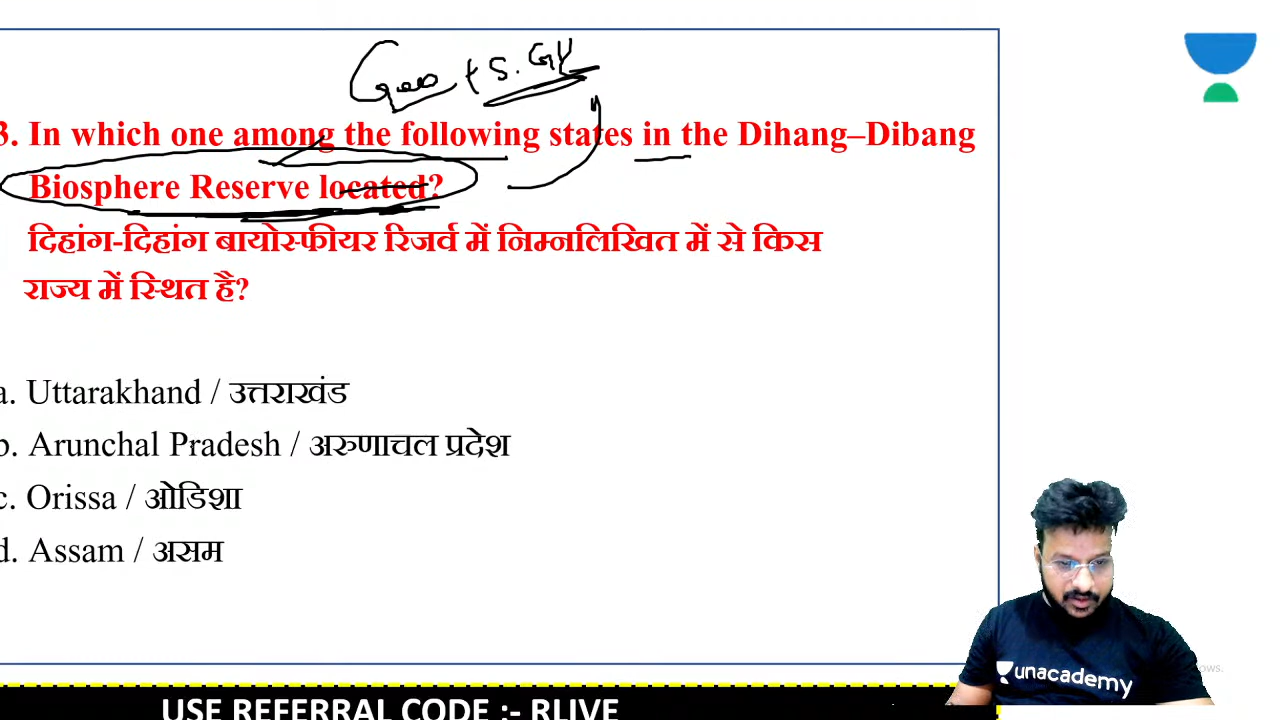 Geo + S. GK
3. In which one among the following states in the Dihang–Dibang
Biosphere Reserve located?
दिहांग-दिहांग बायोस्फीयर रिजर्व में निम्नलिखित में से किस
राज्य में स्थित है?
a. Uttarakhand / उत्तराखंड
b. Arunchal Pradesh / अरुणाचल प्रदेश
c. Orissa / ओडिशा
d. Assam / असम
unacademy
USE REFERRAL CODE :- RLIVE